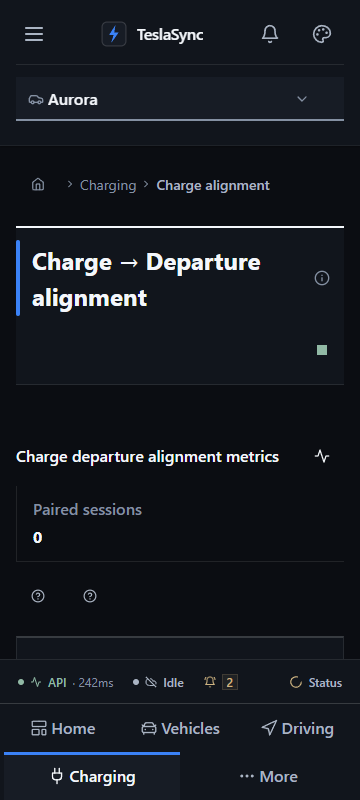 TeslaSync
Aurora
Charging
Charge alignment
Charge → Departure
alignment
Charge departure alignment metrics
Paired sessions
0
API · 242ms
Idle
2
Status
Home
Vehicles
Driving
Charging
More